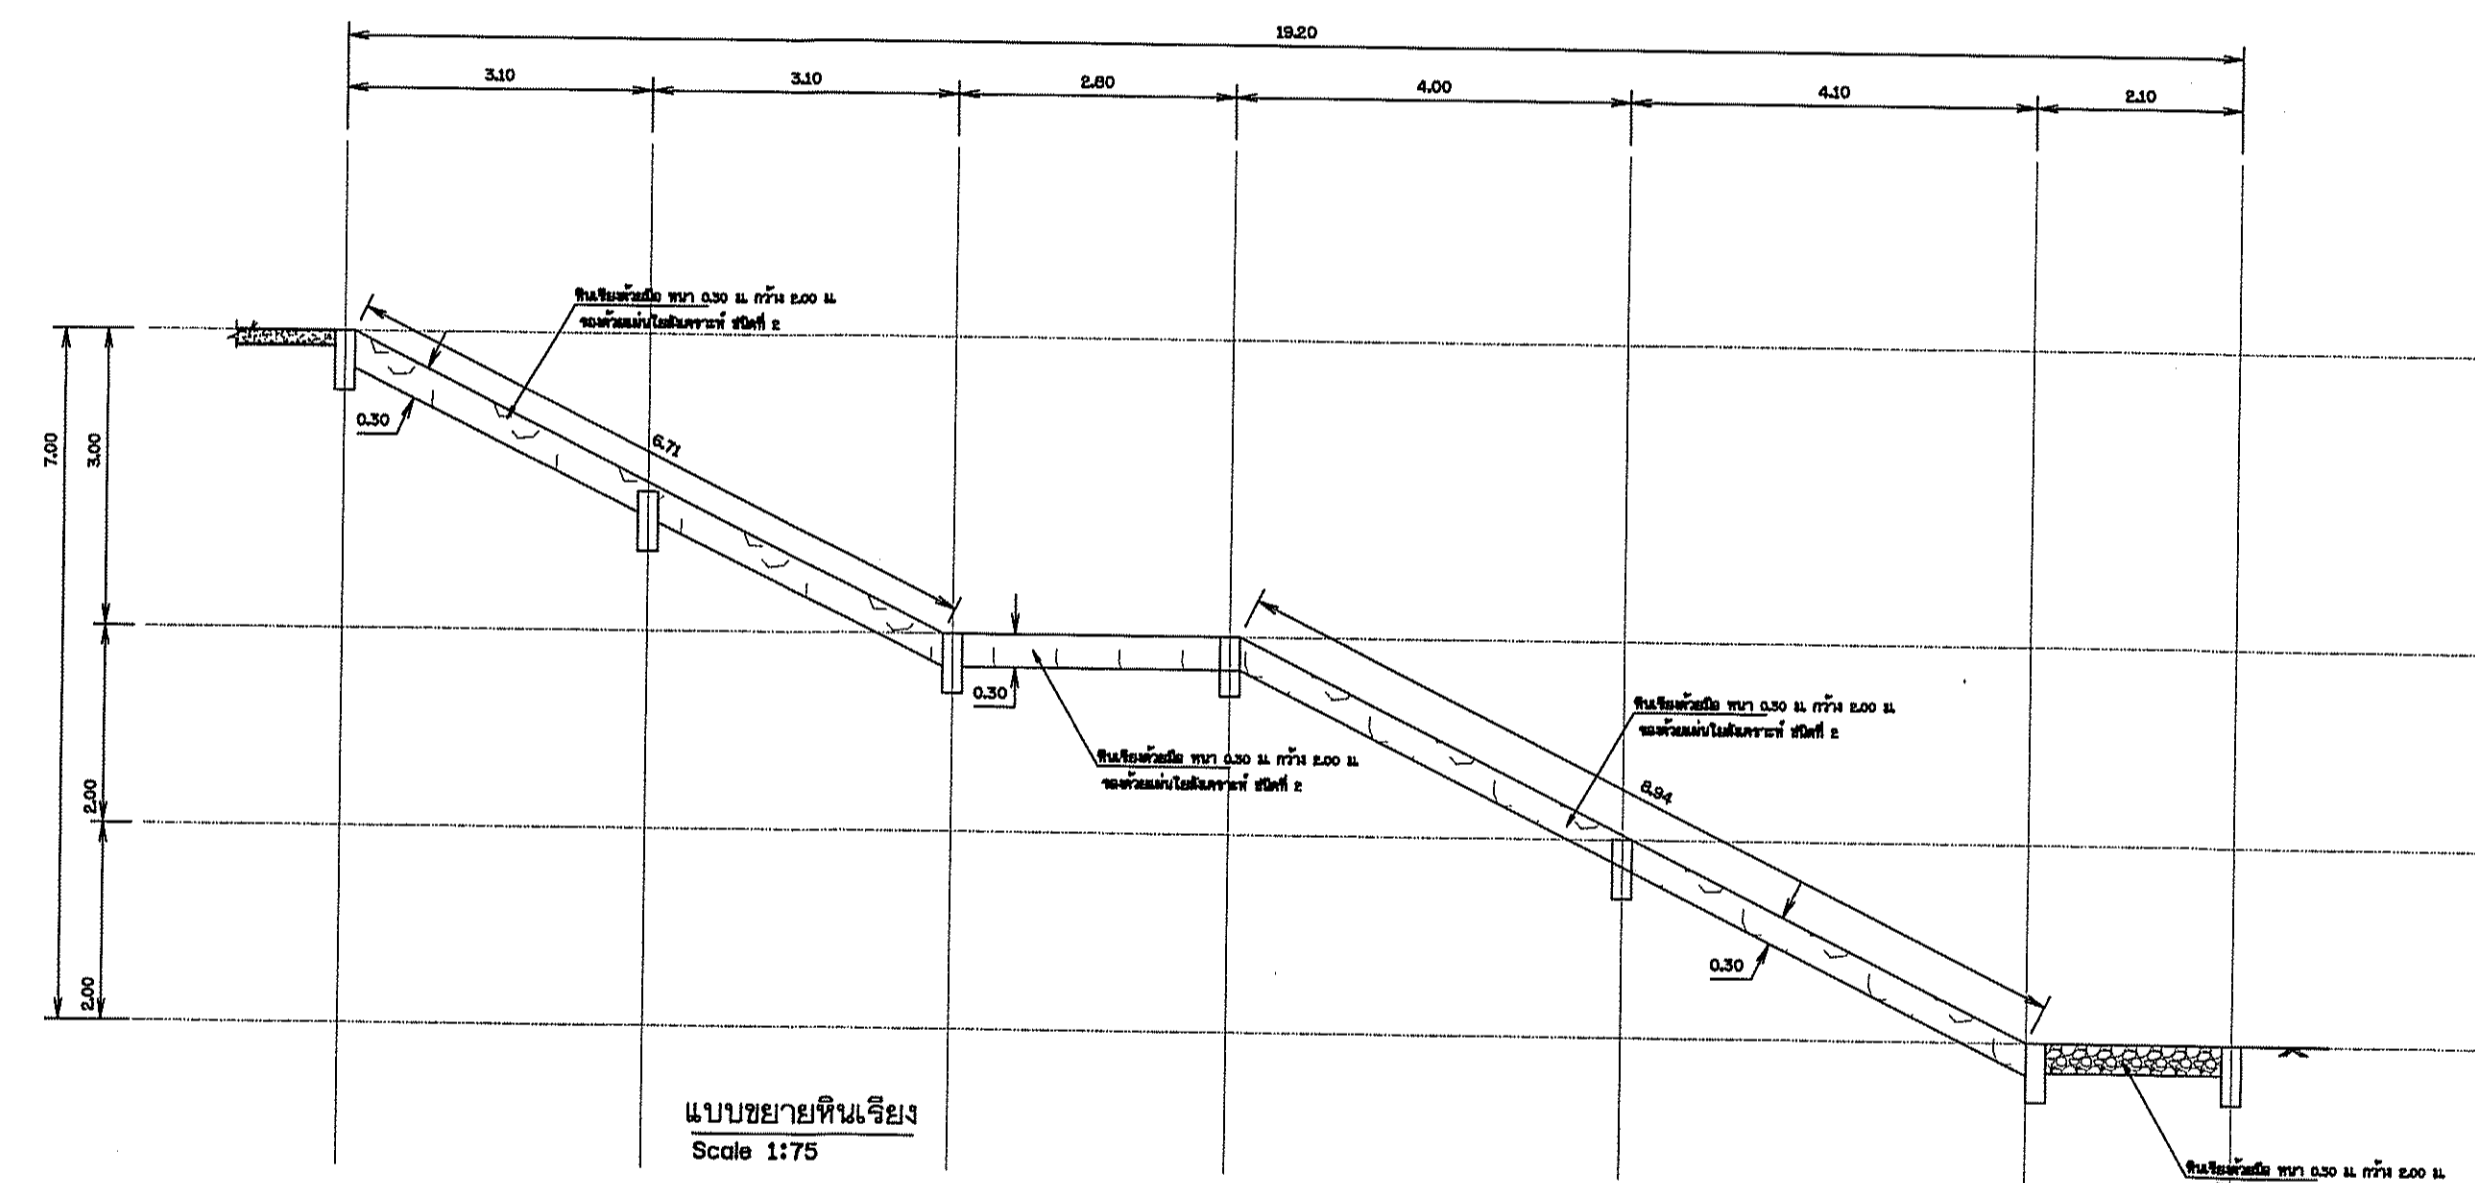 19.20
3.10 3.10 2.80 4.00 4.10 2.10
หินเรียงด้วยมือ หนา 0.30 ม. กว้าง 2.00 ม.
รองด้วยแผ่นใยสังเคราะห์ ชนิดที่ 2
7.00
3.00
0.30
6.71
0.30
หินเรียงด้วยมือ หนา 0.30 ม. กว้าง 2.00 ม.
รองด้วยแผ่นใยสังเคราะห์ ชนิดที่ 2
หินเรียงด้วยมือ หนา 0.30 ม. กว้าง 2.00 ม.
รองด้วยแผ่นใยสังเคราะห์ ชนิดที่ 2
2.00
8.94
0.30
2.00
แบบขยายหินเรียง
Scale 1:75
หินเรียงด้วยมือ หนา 0.30 ม. กว้าง 2.00 ม.